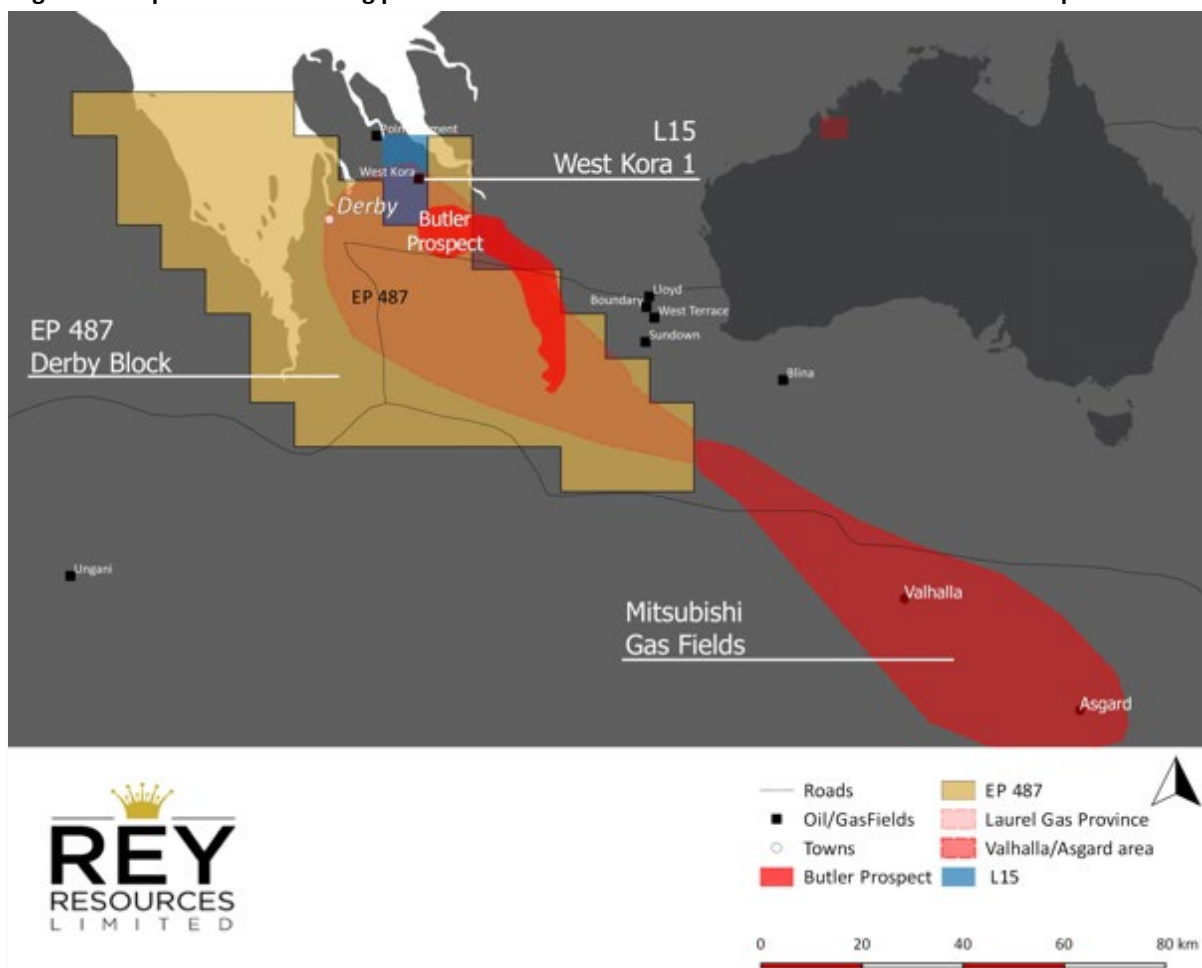 L15
West Kora 1
West Kora
Derby
Butler
Prospect
EP 487
Lloyd
Boundary
West Terrace
Sundown
EP 487
Derby Block
Blina
Ungani
Valhalla
Mitsubishi
Gas Fields
Asgard
REY
RESOURCES
LIMITED
Roads
Oil/GasFields
Towns
Butler Prospect
EP 487
Laurel Gas Province
Valhalla/Asgard area
L15
0 20 40 60 80 km